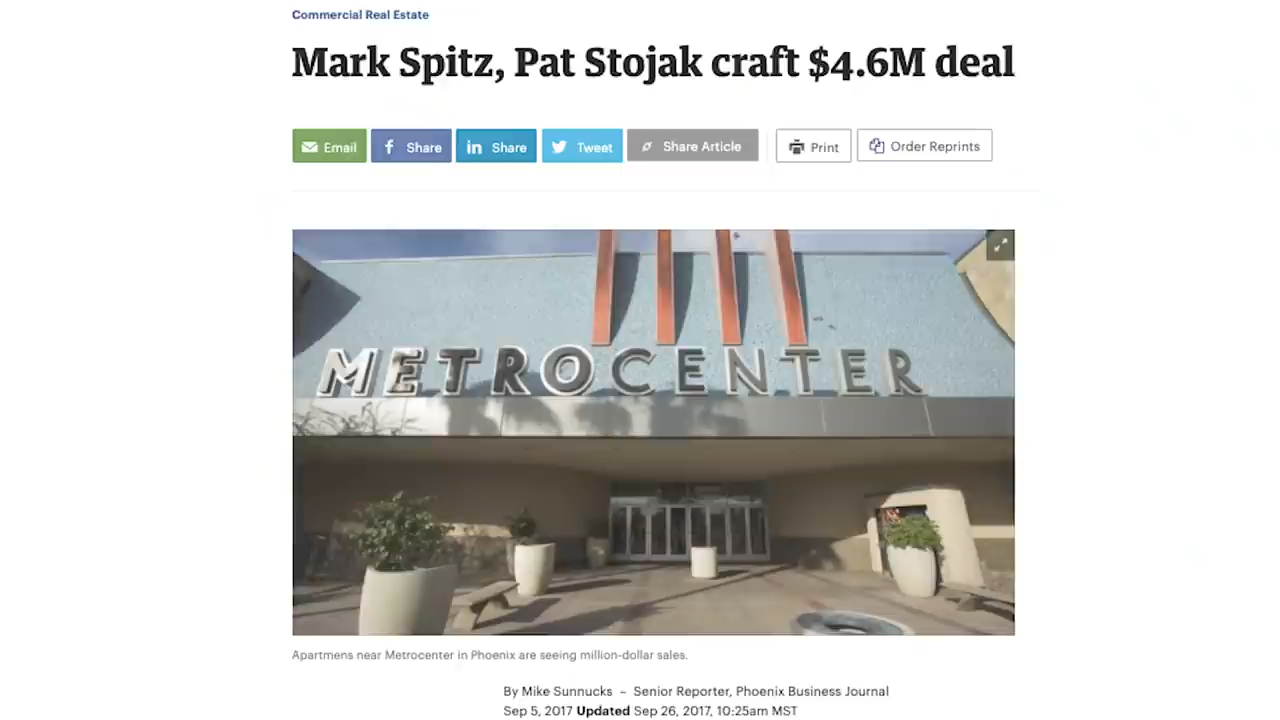 Commercial Real Estate
Mark Spitz, Pat Stojak craft $4.6M deal
Email
Share
Share
Tweet
Share Article
Print
Order Reprints
METROCENTER
Apartmens near Metrocenter in Phoenix are seeing million-dollar sales.
By Mike Sunnucks – Senior Reporter, Phoenix Business Journal
Sep 5, 2017 Updated Sep 26, 2017, 10:25am MST